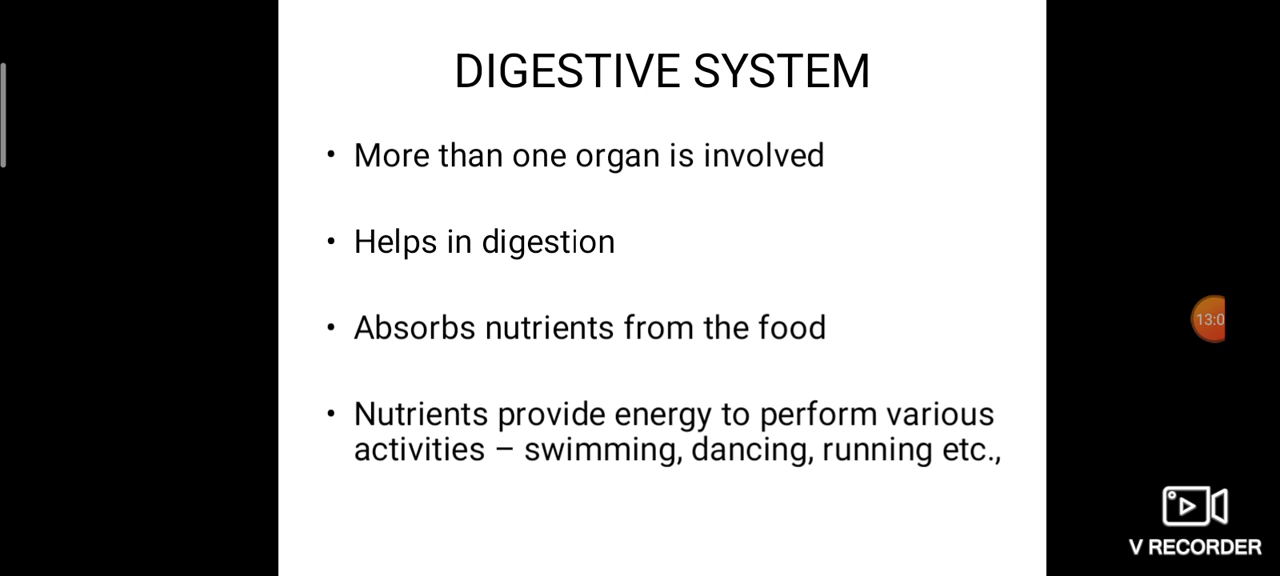 DIGESTIVE SYSTEM
• More than one organ is involved
• Helps in digestion
• Absorbs nutrients from the food
• Nutrients provide energy to perform various
activities – swimming, dancing, running etc.,
13:0
V RECORDER